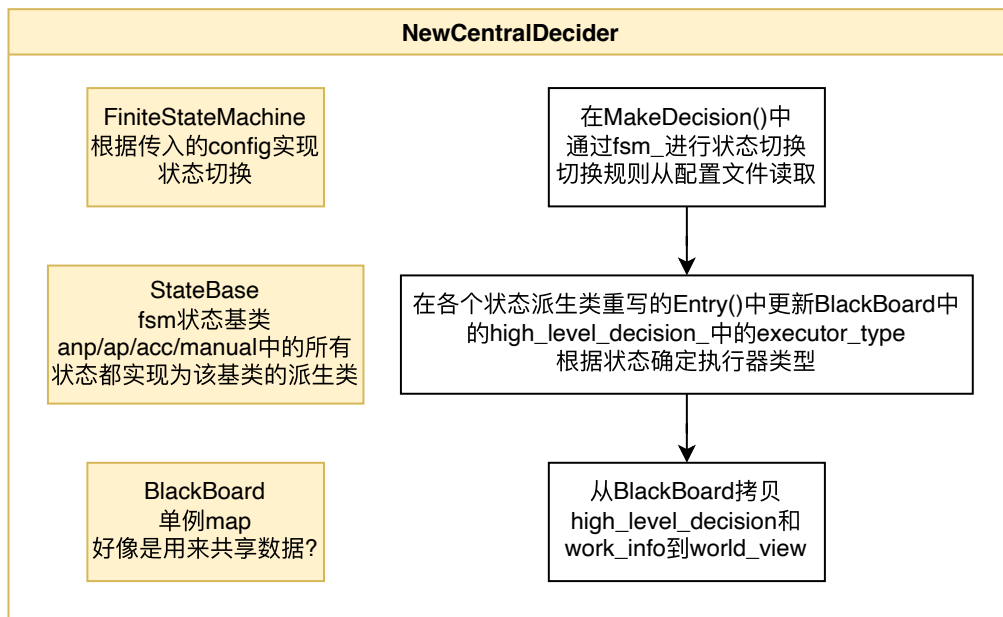 NewCentralDecider
FiniteStateMachine
根据传入的config实现
状态切换
在MakeDecision()中
通过fsm_进行状态切换
切换规则从配置文件读取
StateBase
fsm状态基类
anp/ap/acc/manual中的所有
状态都实现为该基类的派生类
在各个状态派生类重写的Entry()中更新BlackBoard中
的high_level_decision_中的executor_type
根据状态确定执行器类型
BlackBoard
单例map
好像是用来共享数据?
从BlackBoard拷贝
high_level_decision和
work_info到world_view